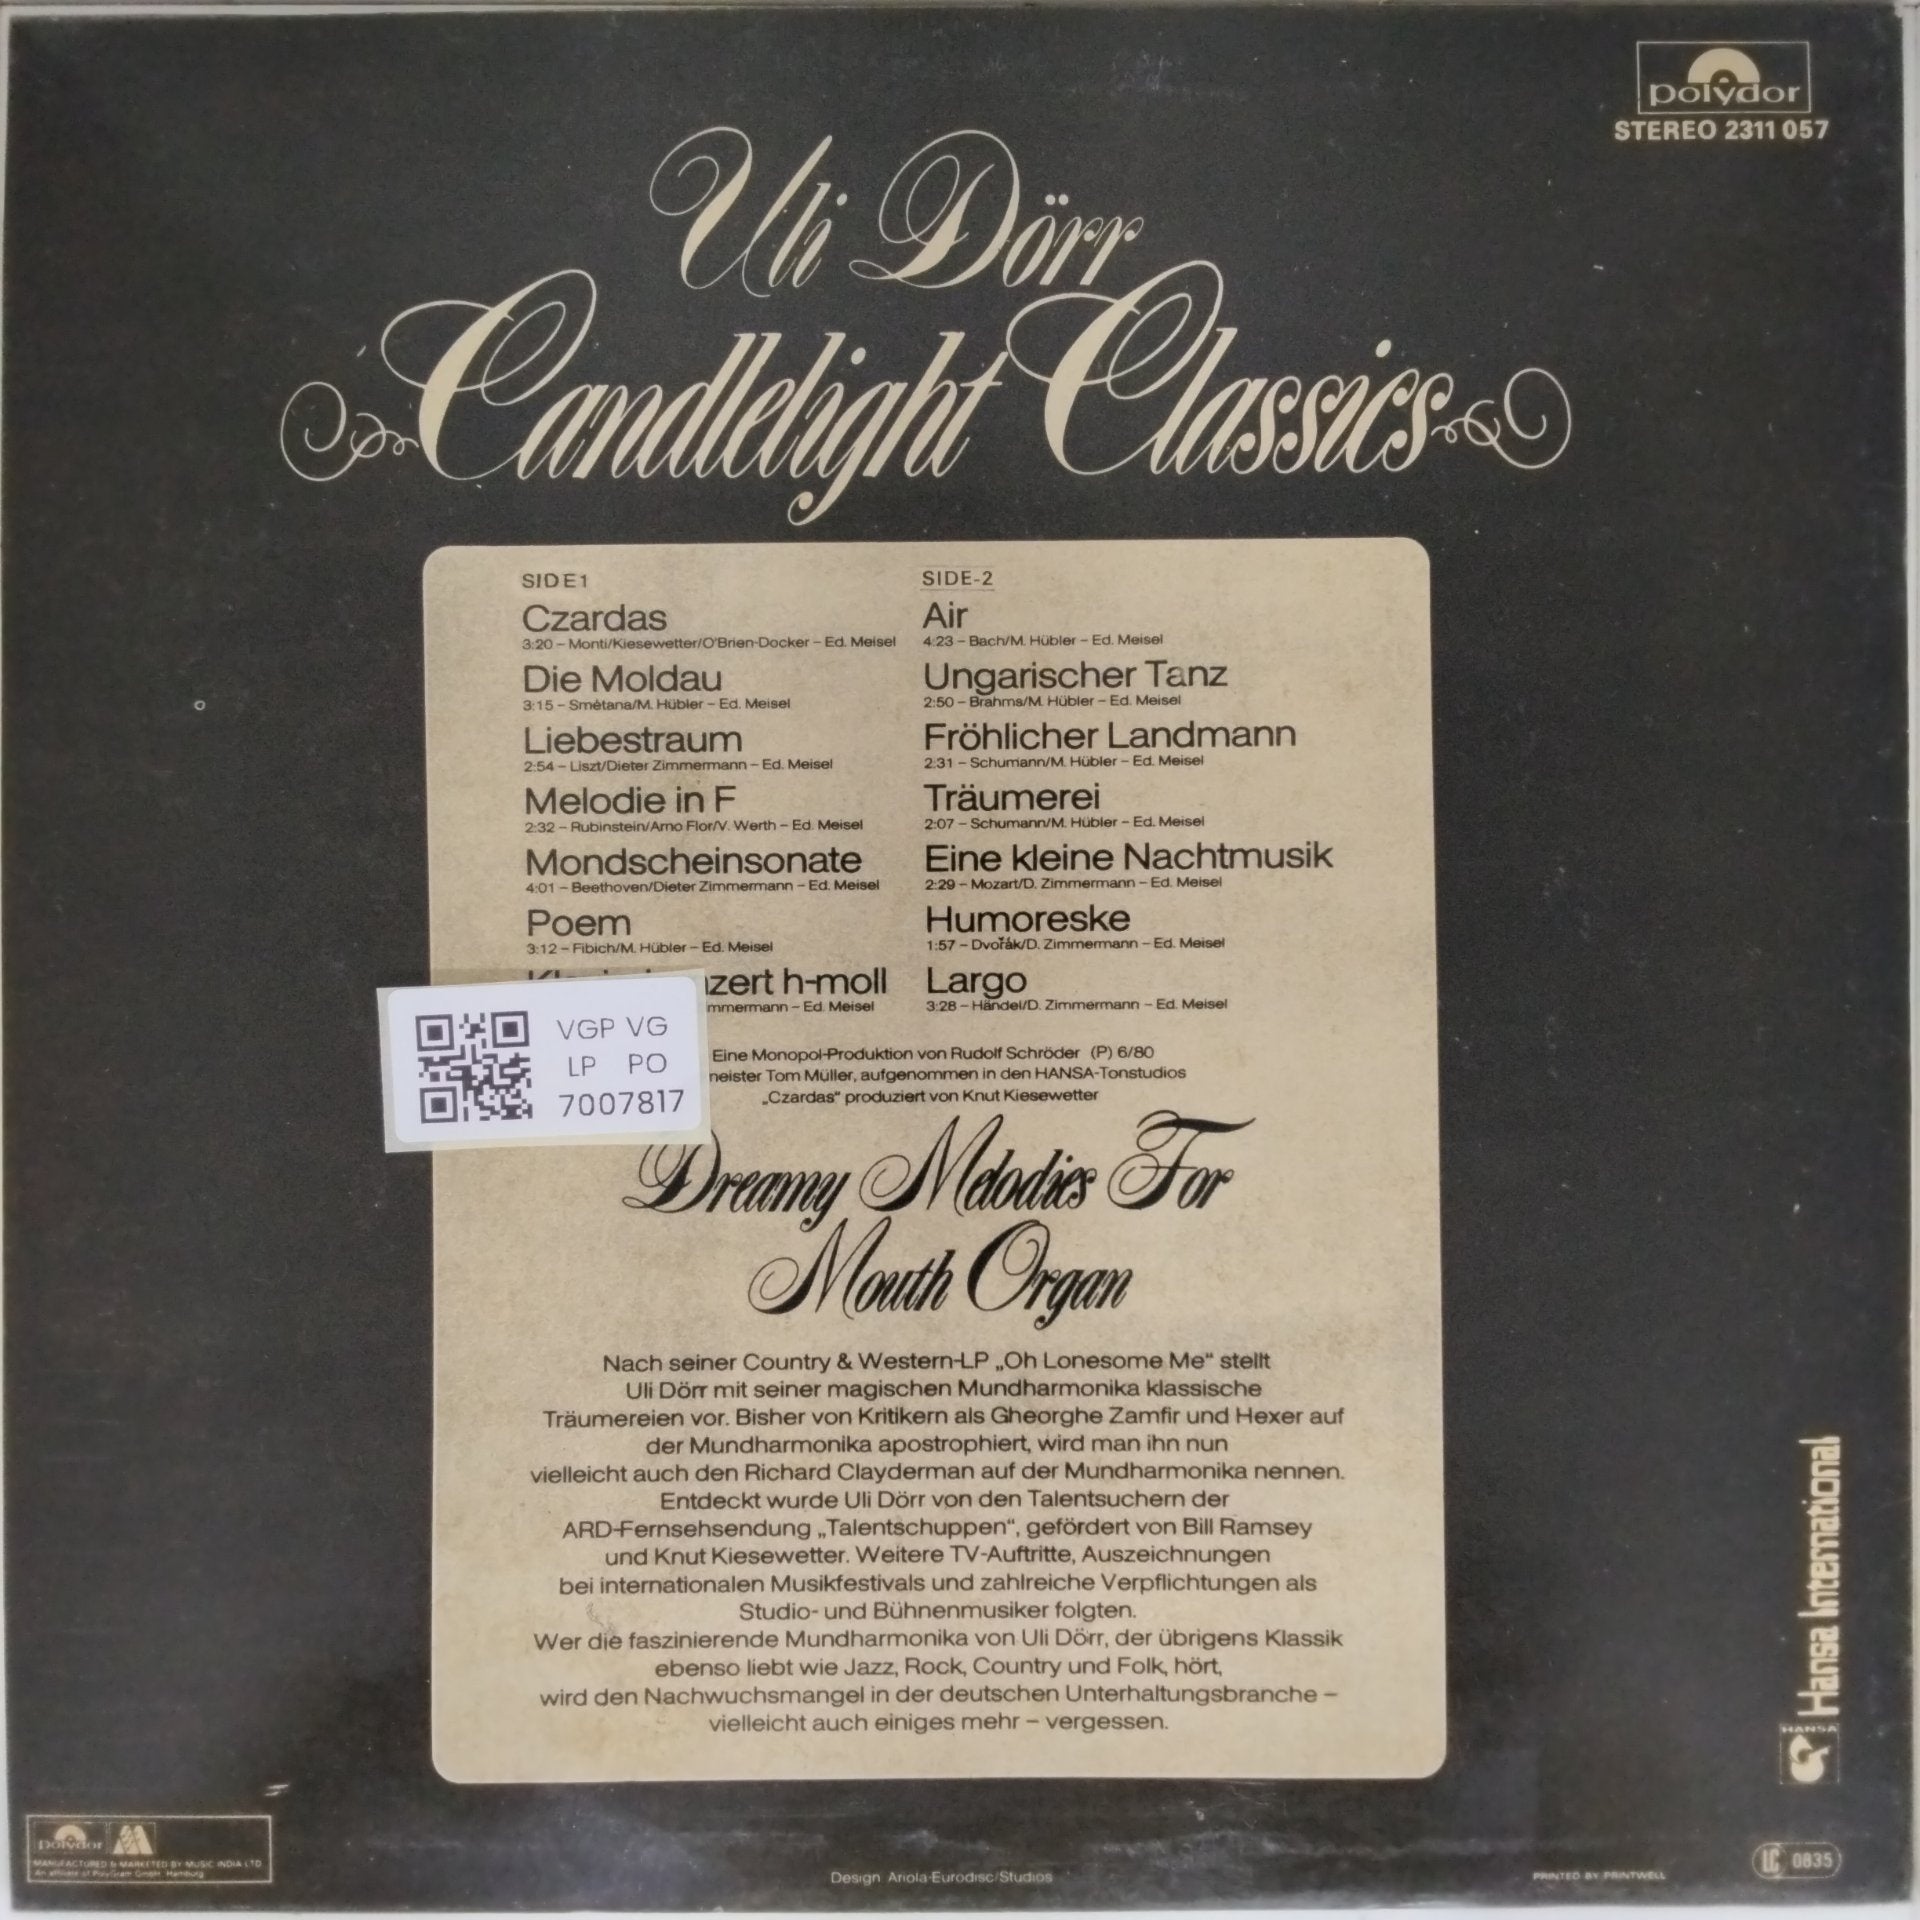 polydor
STEREO 2311 057
Uli Dörr
Candlelight Classics
SIDE 1
Czardas
3:20 – Monti/Kiesewetter/O'Brien-Docker – Ed. Meisel
Die Moldau
3:15 – Smetana/M. Hübler – Ed. Meisel
Liebestraum
2:54 – Liszt/Dieter Zimmermann – Ed. Meisel
Melodie in F
2:32 – Rubinstein/Arno Flor/V. Werth – Ed. Meisel
Mondscheinsonate
4:01 – Beethoven/Dieter Zimmermann – Ed. Meisel
Poem
3:12 – Fibich/M. Hübler – Ed. Meisel
h-moll
– Ed. Meisel
SIDE-2
Air
4:23 – Bach/M. Hübler – Ed. Meisel
Ungarischer Tanz
2:50 – Brahms/M. Hübler – Ed. Meisel
Fröhlicher Landmann
2:31 – Schumann/M. Hübler – Ed. Meisel
Träumerei
2:07 – Schumann/M. Hübler – Ed. Meisel
Eine kleine Nachtmusik
2:29 – Mozart/D. Zimmermann – Ed. Meisel
Humoreske
1:57 – Dvořák/D. Zimmermann – Ed. Meisel
Largo
3:28 – Händel/D. Zimmermann – Ed. Meisel
VGP VG
LP PO
7007817
Eine Monopol-Produktion von Rudolf Schröder (P) 6/80
Tom Müller, aufgenommen in den HANSA-Tonstudios
„Czardas“ produziert von Knut Kiesewetter
Dreamy Melodies For
Mouth Organ
Nach seiner Country & Western-LP „Oh Lonesome Me“ stellt
Uli Dörr mit seiner magischen Mundharmonika klassische
Träumereien vor. Bisher von Kritikern als Gheorghe Zamfir und Hexer auf
der Mundharmonika apostrophiert, wird man ihn nun
vielleicht auch den Richard Clayderman auf der Mundharmonika nennen.
Entdeckt wurde Uli Dörr von den Talentsuchern der
ARD-Fernsehsendung „Talentschuppen“, gefördert von Bill Ramsey
und Knut Kiesewetter. Weitere TV-Auftritte, Auszeichnungen
bei internationalen Musikfestivals und zahlreiche Verpflichtungen als
Studio- und Bühnenmusiker folgten.
Wer die faszinierende Mundharmonika von Uli Dörr, der übrigens Klassik
ebenso liebt wie Jazz, Rock, Country und Folk, hört,
wird den Nachwuchsmangel in der deutschen Unterhaltungsbranche –
vielleicht auch einiges mehr – vergessen.
Hansa International
HANSA
polydor
MANUFACTURED & MARKETED BY MUSIC INDIA LTD
An affiliate of PolyGram GmbH, Hamburg
Design Ariola-Eurodisc/Studios
PRINTED BY PRINTWELL
LC 0835